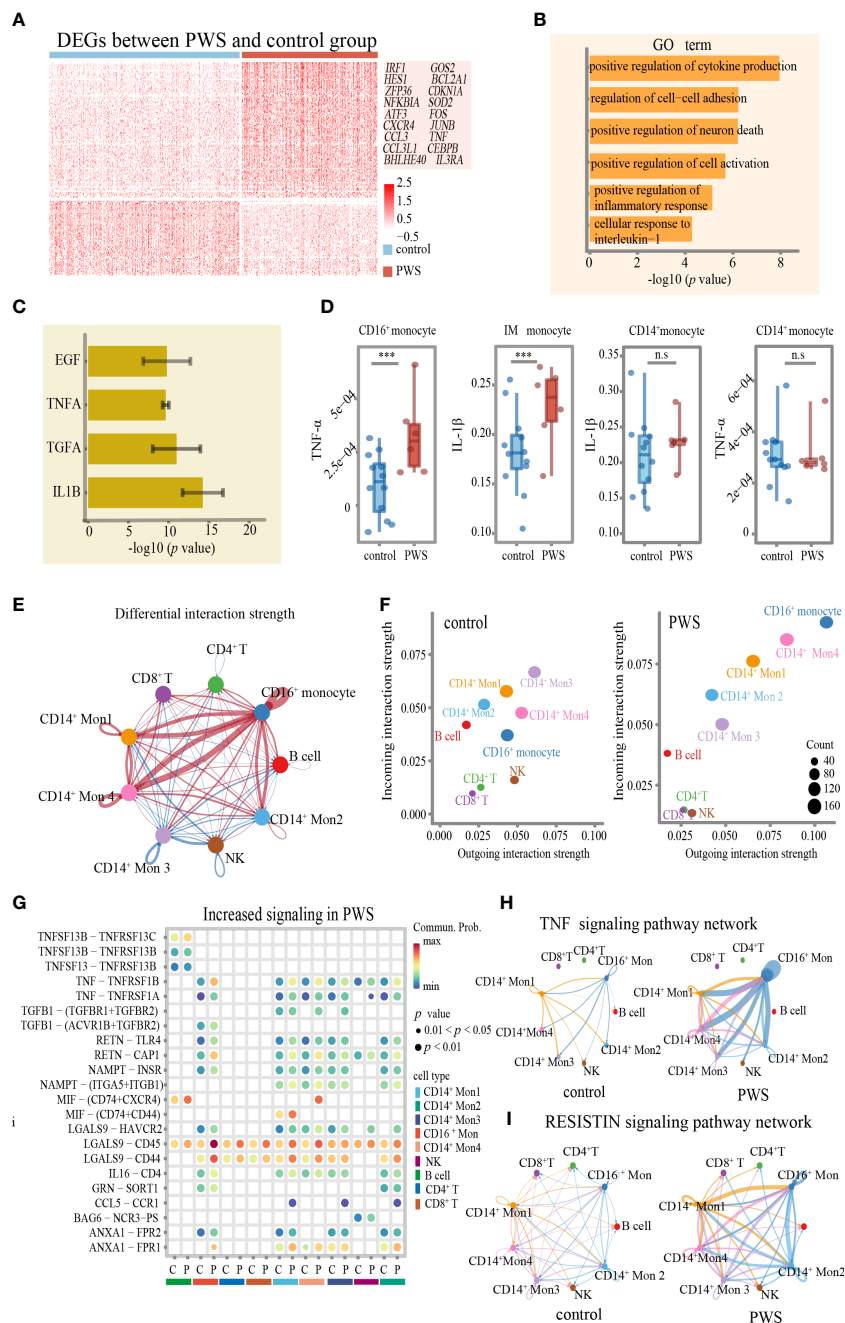 A
DEGs between PWS and control group
IRF1 GOS2
HES1 BCL2A1
ZFP36 CDKN1A
NFKBIA SOD2
ATF3 FOS
CXCR4 JUNB
CCL3 TNF
CCL3L1 CEBPB
BHLHE40 IL3RA
2.5
1.5
0.5
−0.5
control
PWS
B
GO term
positive regulation of cytokine production
regulation of cell−cell adhesion
positive regulation of neuron death
positive regulation of cell activation
positive regulation of
inflammatory response
cellular response to
interleukin−1
0 2 4 6 8
-log10 (p value)
C
EGF
TNFA
TGFA
IL1B
0 5 10 15 20
-log10 (p value)
D
CD16+ monocyte
***
TNF-α
5e−04
2.5e−04
0
control PWS
IM monocyte
***
IL-1β
0.25
0.20
0.15
0.10
control PWS
CD14+ monocyte
n.s
IL-1β
0.35
0.30
0.25
0.20
0.15
0.10
control PWS
CD14+ monocyte
n.s
TNF-α
6e−04
4e−04
2e−04
0
control PWS
E
Differential interaction strength
CD4+ T
CD8+ T
CD16+ monocyte
CD14+ Mon1
B cell
CD14+ Mon 4
CD14+ Mon2
CD14+ Mon 3
NK
F
control
Incoming interaction strength
0.075
0.050
0.025
0.000
CD14+ Mon1
CD14+ Mon3
CD14+ Mon2
CD14+ Mon4
B cell
CD16+ monocyte
CD4+ T
NK
CD8+ T
0.000 0.025 0.050 0.075 0.100
Outgoing interaction strength
PWS
Incoming interaction strength
0.075
0.050
0.025
CD16+ monocyte
CD14+ Mon4
CD14+ Mon1
CD14+ Mon 2
CD14+ Mon 3
B cell
CD4+T
CD8+ T
NK
Count
40
80
120
160
0.000 0.025 0.050 0.075 0.100
Outgoing interaction strength
G
Increased signaling in PWS
TNFSF13B − TNFRSF13C
TNFSF13B − TNFRSF13B
TNFSF13 − TNFRSF13B
TNF − TNFRSF1B
TNF − TNFRSF1A
TGFB1 − (TGFBR1+TGFBR2)
TGFB1 − (ACVR1B+TGFBR2)
RETN − TLR4
RETN − CAP1
NAMPT − INSR
NAMPT − (ITGA5+ITGB1)
MIF − (CD74+CXCR4)
MIF − (CD74+CD44)
i
LGALS9 − HAVCR2
LGALS9 − CD45
LGALS9 − CD44
IL16 − CD4
GRN − SORT1
CCL5 − CCR1
BAG6 − NCR3−PS
ANXA1 − FPR2
ANXA1 − FPR1
C P C P C P C P C P C P C P C P C P
Commun. Prob.
max
min
p value
0.01 < p < 0.05
p < 0.01
cell type
CD14+ Mon1
CD14+ Mon2
CD14+ Mon3
CD16 + Mon
CD14+ Mon4
NK
B cell
CD4+ T
CD8+ T
H
TNF signaling pathway network
CD8+T
CD4+T
CD16+ Mon
CD14+ Mon1
B cell
CD14+Mon4
CD14+ Mon2
CD14+ Mon3
NK
control
CD8+ T
CD4+ T
CD16+ Mon
CD14+ Mon1
B cell
CD14+Mon4
CD14+ Mon2
CD14+ Mon3
NK
PWS
I
RESISTIN signaling pathway network
CD8+T
CD4+T
CD16 + Mon
CD14+ Mon1
B cell
CD14+Mon4
CD14+ Mon 2
CD14+ Mon3
NK
control
CD8+ T
CD4+T
CD16+ Mon
CD14+ Mon1
CD14+Mon4
CD14+ Mon2
CD14+ Mon 3
NK
PWS